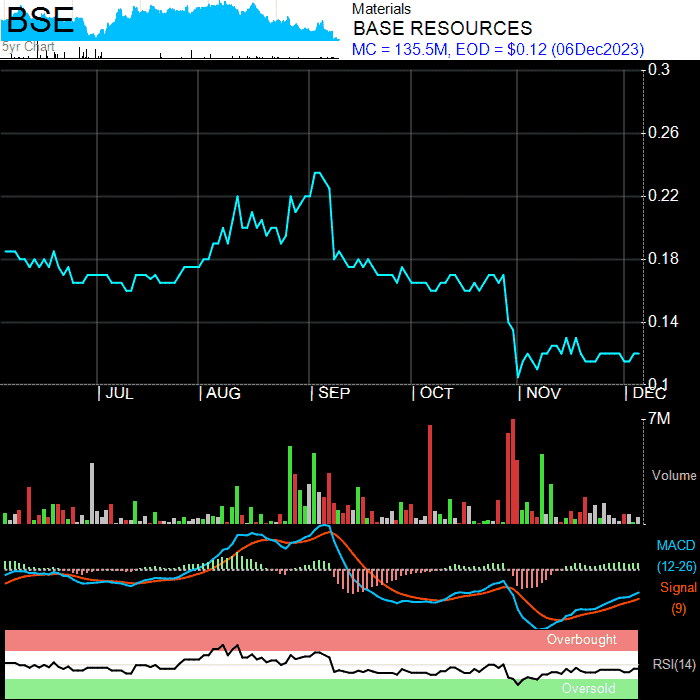 BSE
5yr Chart
Materials
BASE RESOURCES
MC = 135.5M, EOD = $0.12 (06Dec2023)
0.3
0.26
0.22
0.18
0.14
0.1
| JUL | AUG | SEP | OCT | NOV | DEC
7M
Volume
MACD
(12-26)
Signal
(9)
Overbought
RSI(14)
Oversold